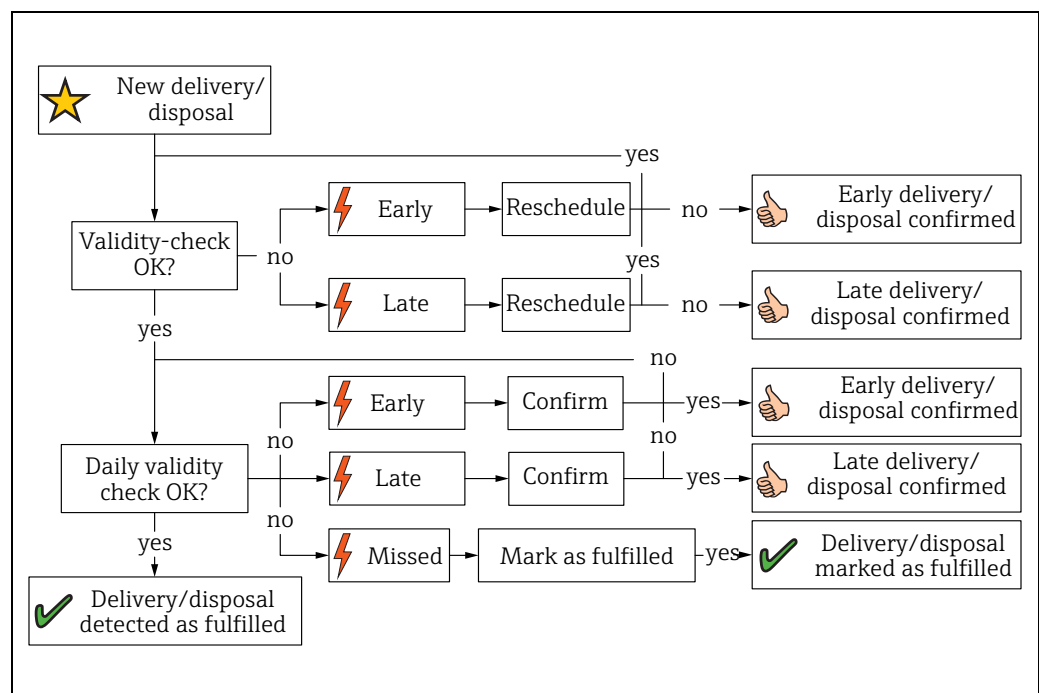 New delivery/
disposal
yes
Early
Reschedule
no
Early delivery/
disposal confirmed
Validity-check
OK?
no
yes
Late
Reschedule
no
Late delivery/
disposal confirmed
yes
no
Early
Confirm
yes
Early delivery/
disposal confirmed
no
no
Daily validity
check OK?
Late
Confirm
yes
Late delivery/
disposal confirmed
no
yes
Missed
Mark as fulfilled
yes
Delivery/disposal
marked as fulfilled
Delivery/disposal
detected as fulfilled